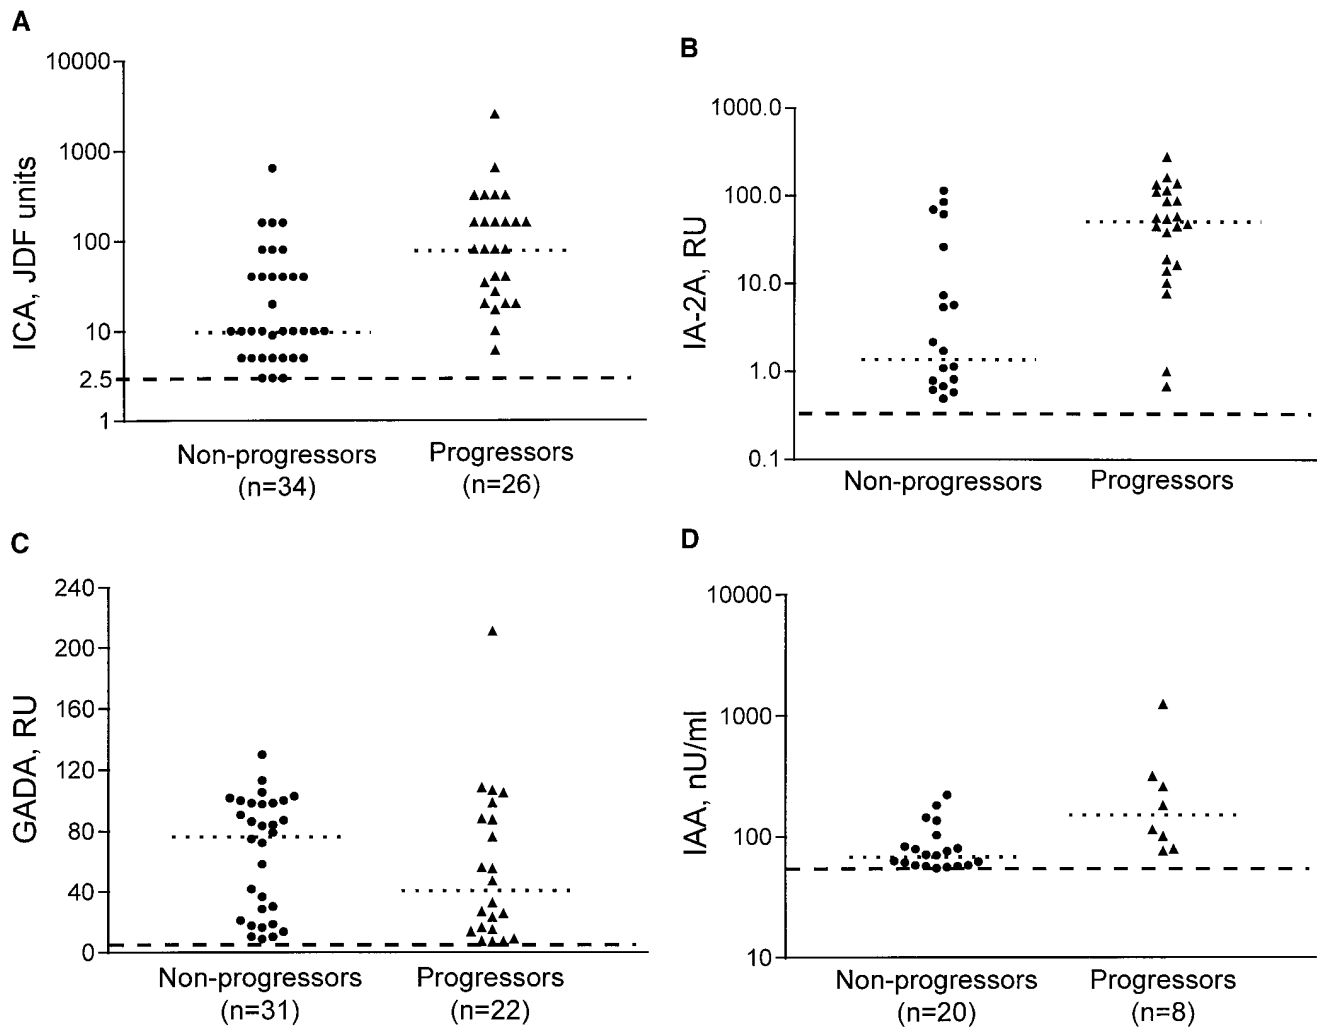 A
ICA, JDF units
10000
1000
100
10
2.5
1
Non-progressors
(n=34)
Progressors
(n=26)
B
IA-2A, RU
1000.0
100.0
10.0
1.0
0.1
Non-progressors
Progressors
C
GADA, RU
240
200
160
120
80
40
0
Non-progressors
(n=31)
Progressors
(n=22)
D
IAA, nU/ml
10000
1000
100
10
Non-progressors
(n=20)
Progressors
(n=8)